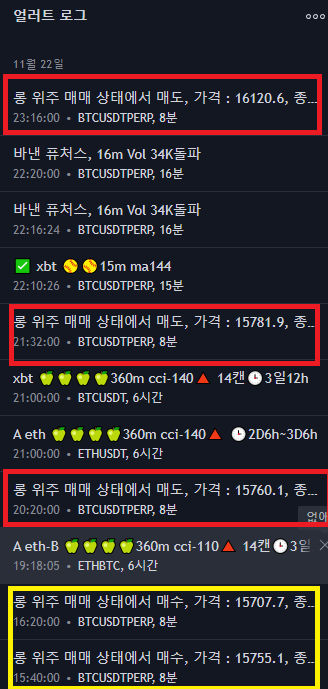 얼러트 로그
11월 22일
롱 위주 매매 상태에서 매도, 가격 : 16120.6, 종...
23:16:00 • BTCUSDTPERP, 8분
바낸 퓨처스, 16m Vol 34K돌파
22:20:00 • BTCUSDTPERP, 16분
바낸 퓨처스, 16m Vol 34K돌파
22:16:24 • BTCUSDTPERP, 16분
✅ xbt 🥎🥎15m ma144
22:10:26 • BTCUSDTPERP, 15분
롱 위주 매매 상태에서 매도, 가격 : 15781.9, 종...
21:32:00 • BTCUSDTPERP, 8분
xbt 🍏🍏🍏🍏360m cci-140🔺 14캔🕒3일12h
21:00:00 • BTCUSDT, 6시간
A eth 🍏🍏🍏🍏360m cci-140🔺 🕒2D6h~3D6h
21:00:00 • ETHUSDT, 6시간
롱 위주 매매 상태에서 매도, 가격 : 15760.1, 종...
20:20:00 • BTCUSDTPERP, 8분
없애
A eth-B 🍏🍏🍏🍏360m cci-110🔺 14캔🕒3일
19:18:05 • ETHBTC, 6시간
롱 위주 매매 상태에서 매수, 가격 : 15707.7, 종...
16:20:00 • BTCUSDTPERP, 8분
롱 위주 매매 상태에서 매수, 가격 : 15755.1, 종...
15:40:00 • BTCUSDTPERP, 8분